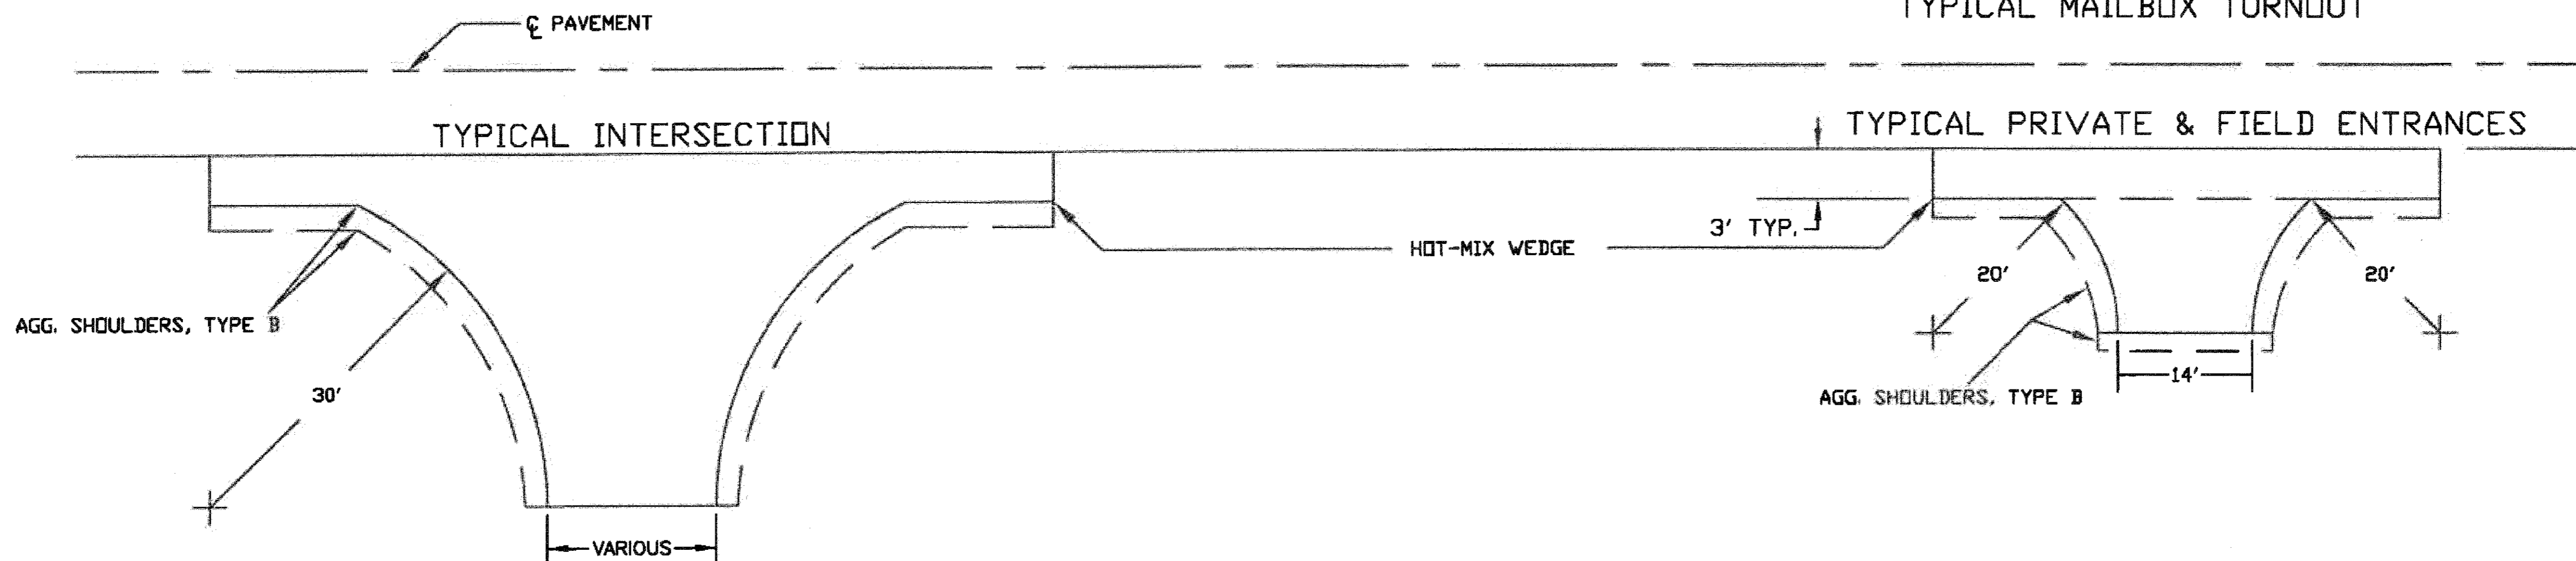 TYPICAL MAILBOX TURNOUT
℄ PAVEMENT
TYPICAL INTERSECTION
TYPICAL PRIVATE & FIELD ENTRANCES
3' TYP.
HOT-MIX WEDGE
20'
20'
AGG. SHOULDERS, TYPE B
14'
30'
AGG. SHOULDERS, TYPE B
VARIOUS